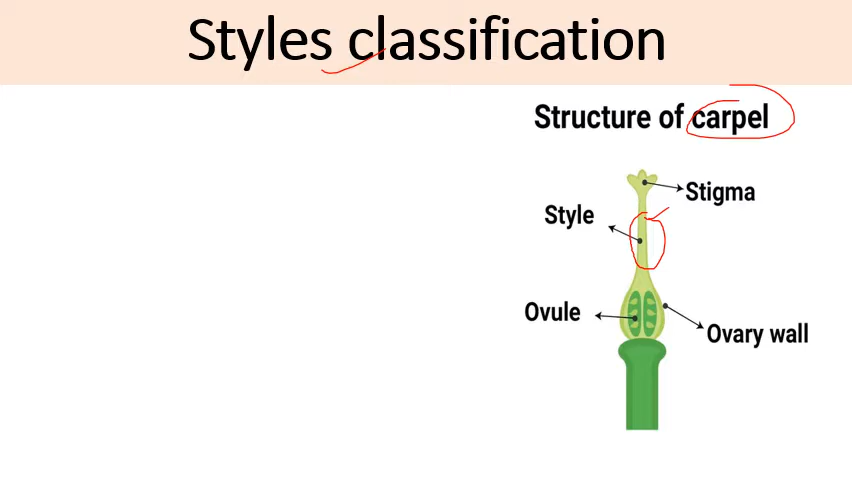 Styles classification
Structure of carpel
Stigma
Style
Ovule
Ovary wall